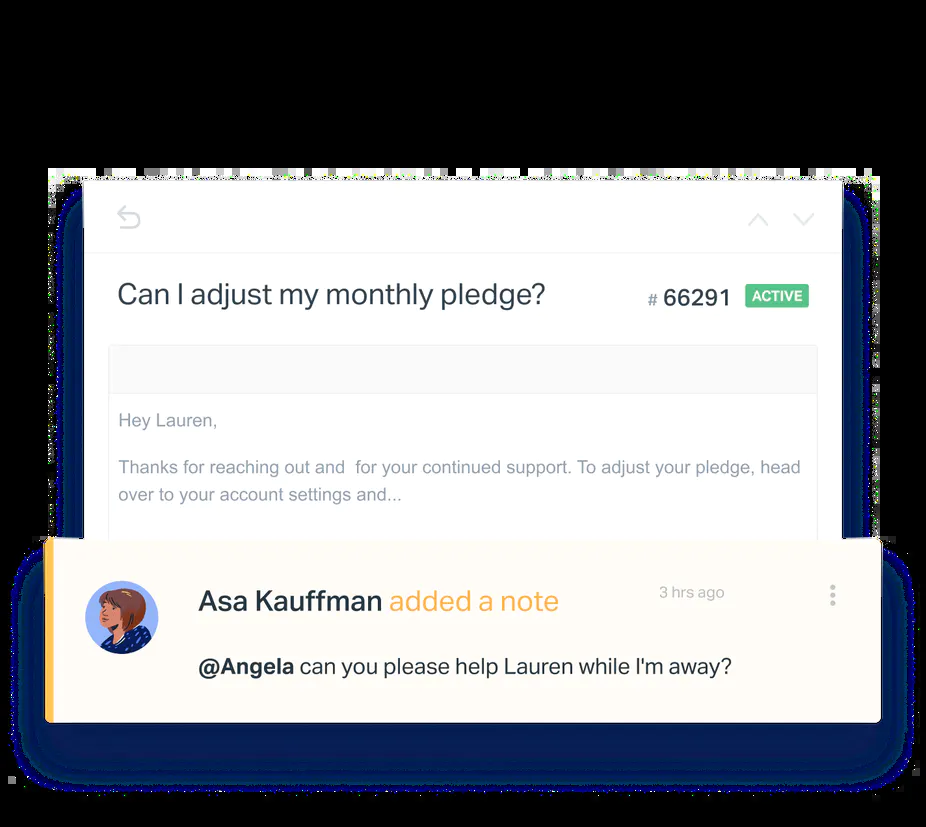 Can I adjust my monthly pledge?
# 66291
ACTIVE
Hey Lauren,
Thanks for reaching out and  for your continued support. To adjust your pledge, head
over to your account settings and...
Asa Kauffman added a note
3 hrs ago
@Angela can you please help Lauren while I'm away?